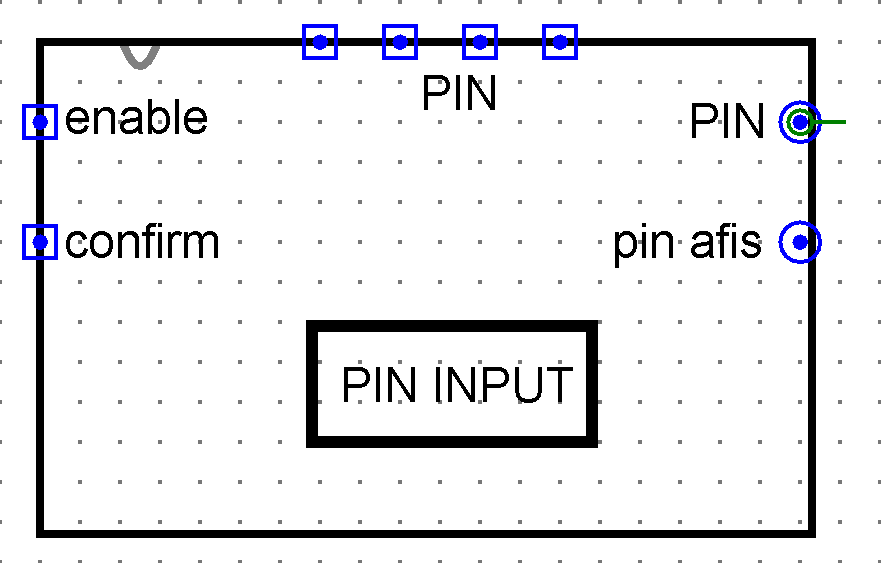 PIN
enable
PIN
confirm
pin afis
PIN INPUT